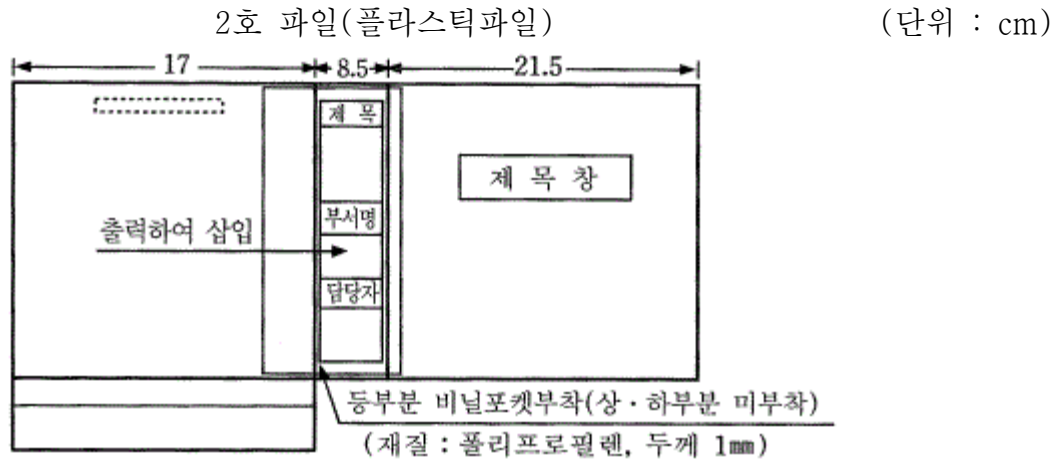 2호 파일(플라스틱파일) (단위 : cm)
17 8.5 21.5
제 목
제 목 창
부서명
출력하여 삽입
담당자
등부분 비닐포켓부착(상·하부분 미부착)
(재질 : 폴리프로필렌, 두께 1㎜)